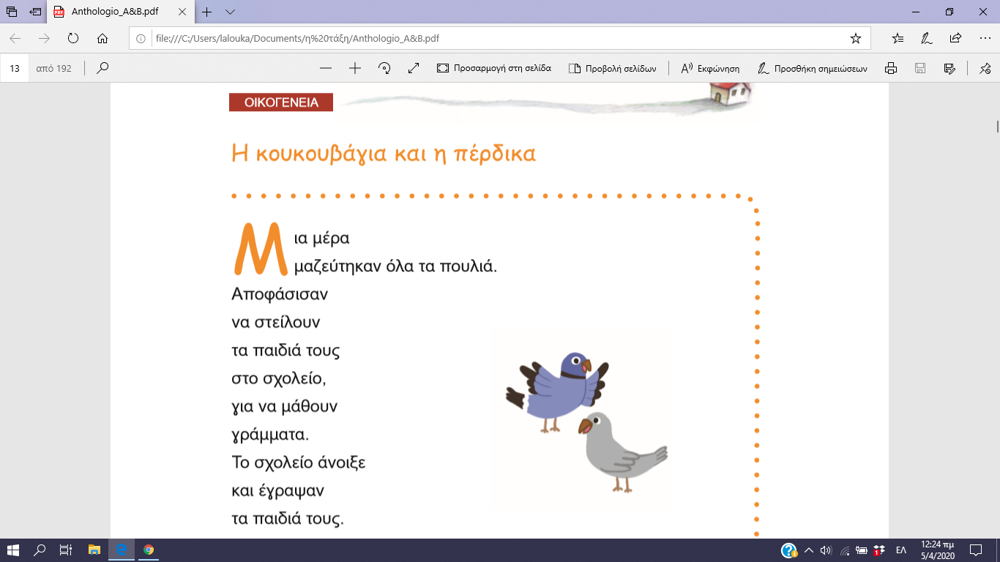 Anthologio_A&B.pdf
file:///C:/Users/lalouka/Documents/η%20τάξη/Anthologio_A&B.pdf
13 από 192 Προσαρμογή στη σελίδα Προβολή σελίδων Εκφώνηση Προσθήκη σημειώσεων
ΟΙΚΟΓΕΝΕΙΑ
Η κουκουβάγια και η πέρδικα
Μια μέρα
μαζεύτηκαν όλα τα πουλιά.
Αποφάσισαν
να στείλουν
τα παιδιά τους
στο σχολείο,
για να μάθουν
γράμματα.
Το σχολείο άνοιξε
και έγραψαν
τα παιδιά τους.
ΕΛ
12:24 πμ
5/4/2020